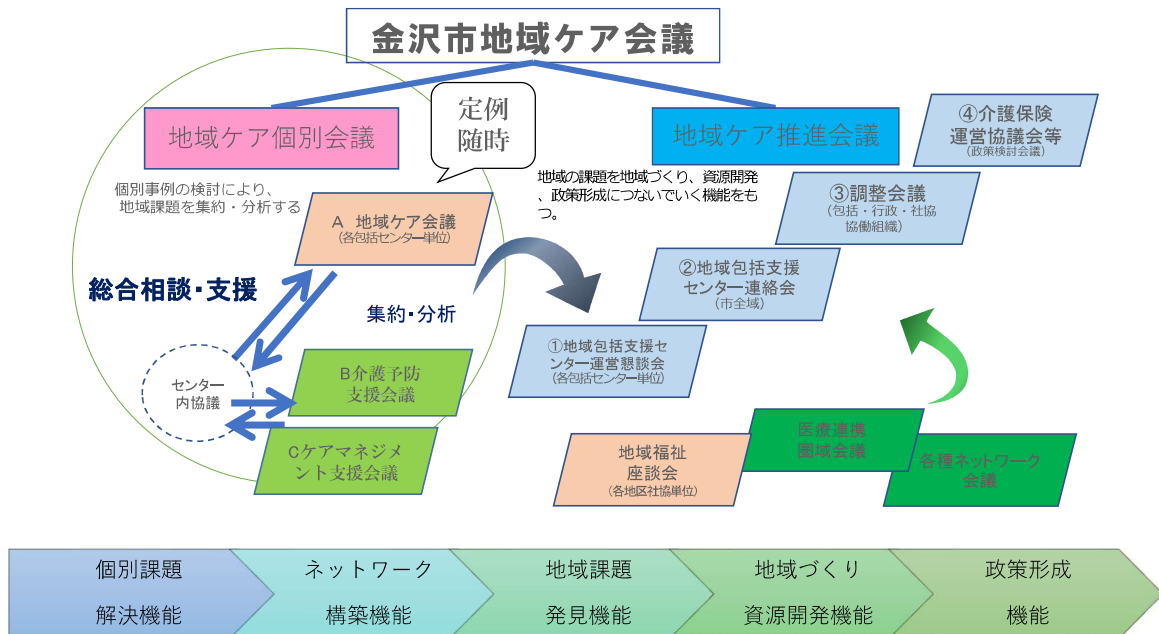 金沢市地域ケア会議
定例
随時
地域ケア個別会議
個別事例の検討により、
地域課題を集約・分析する
A 地域ケア会議
(各包括センター単位)
総合相談・支援
集約・分析
センター
内協議
B介護予防
支援会議
Cケアマネジメ
ント支援会議
地域ケア推進会議
地域の課題を地域づくり、資源開発
、政策形成につないでいく機能をも
つ。
④介護保険
運営協議会等
(政策検討会議)
③調整会議
(包括・行政・社協
協働組織)
②地域包括支援
センター連絡会
(市全域)
①地域包括支援セ
ンター運営懇談会
(各包括センター単位)
地域福祉
座談会
(各地区社協単位)
医療連携
圏域会議
各種ネットワーク
会議
個別課題
解決機能
ネットワーク
構築機能
地域課題
発見機能
地域づくり
資源開発機能
政策形成
機能